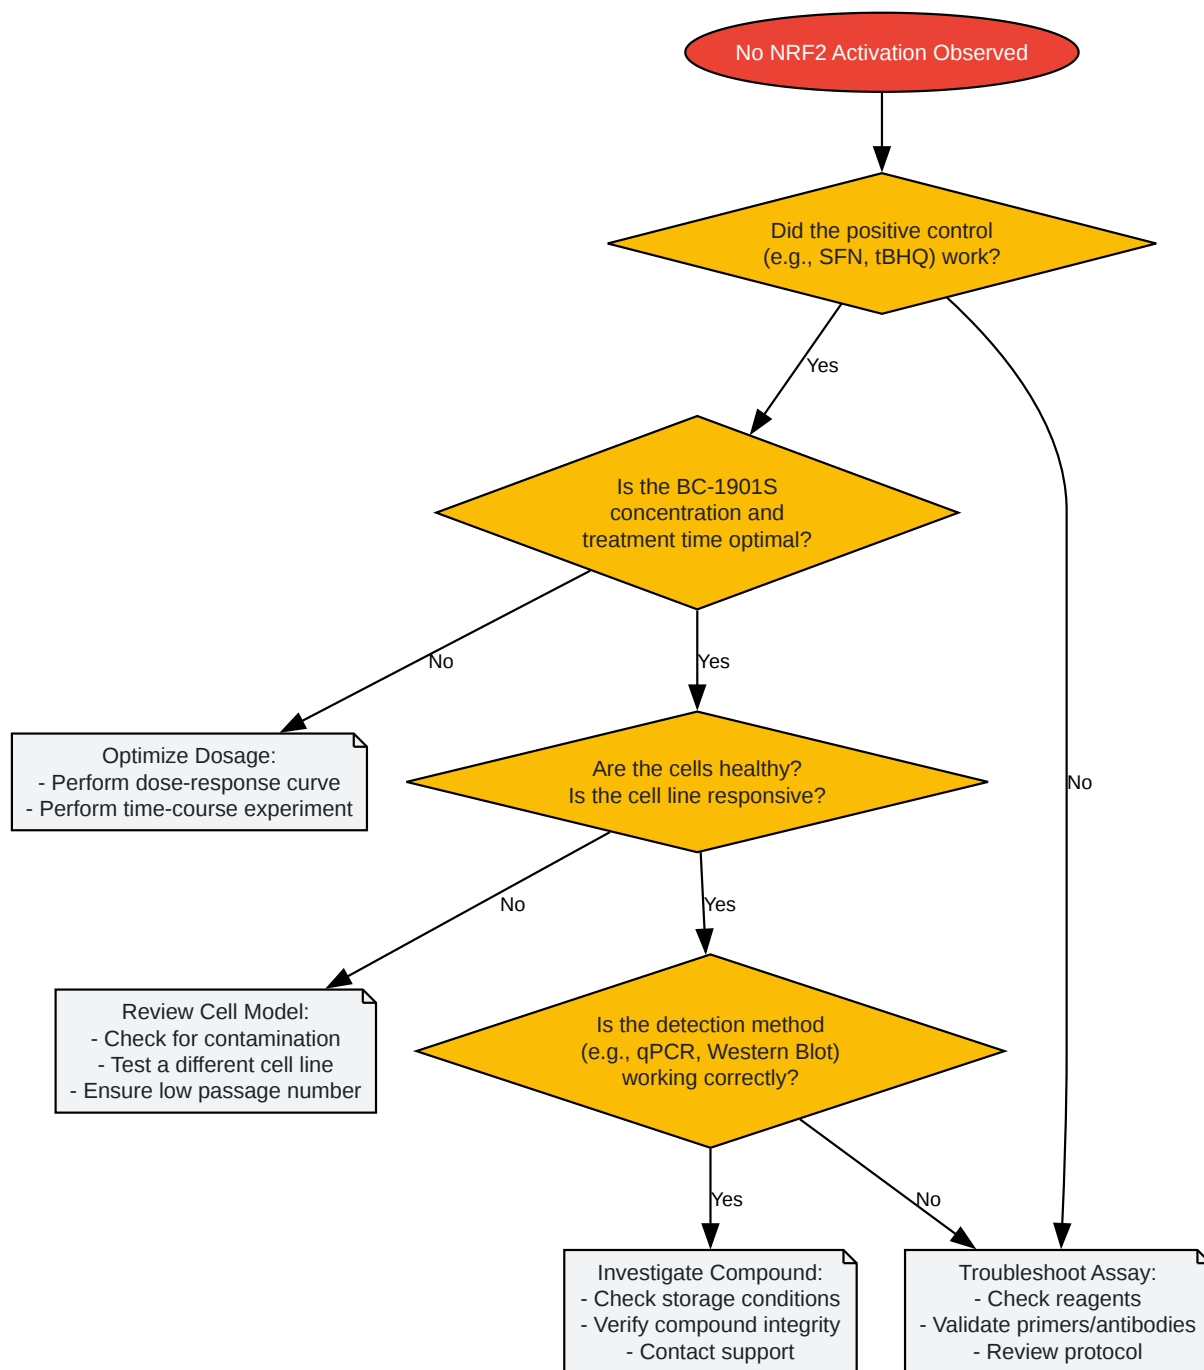 No NRF2 Activation Observed
Did the positive control
(e.g., SFN, tBHQ) work?
Yes
Is the BC-1901S
concentration and
treatment time optimal?
No
Yes
Optimize Dosage:
- Perform dose-response curve
- Perform time-course experiment
Are the cells healthy?
Is the cell line responsive?
No
No
Yes
Review Cell Model:
- Check for contamination
- Test a different cell line
- Ensure low passage number
Is the detection method
(e.g., qPCR, Western Blot)
working correctly?
Yes
No
Investigate Compound:
- Check storage conditions
- Verify compound integrity
- Contact support
Troubleshoot Assay:
- Check reagents
- Validate primers/antibodies
- Review protocol